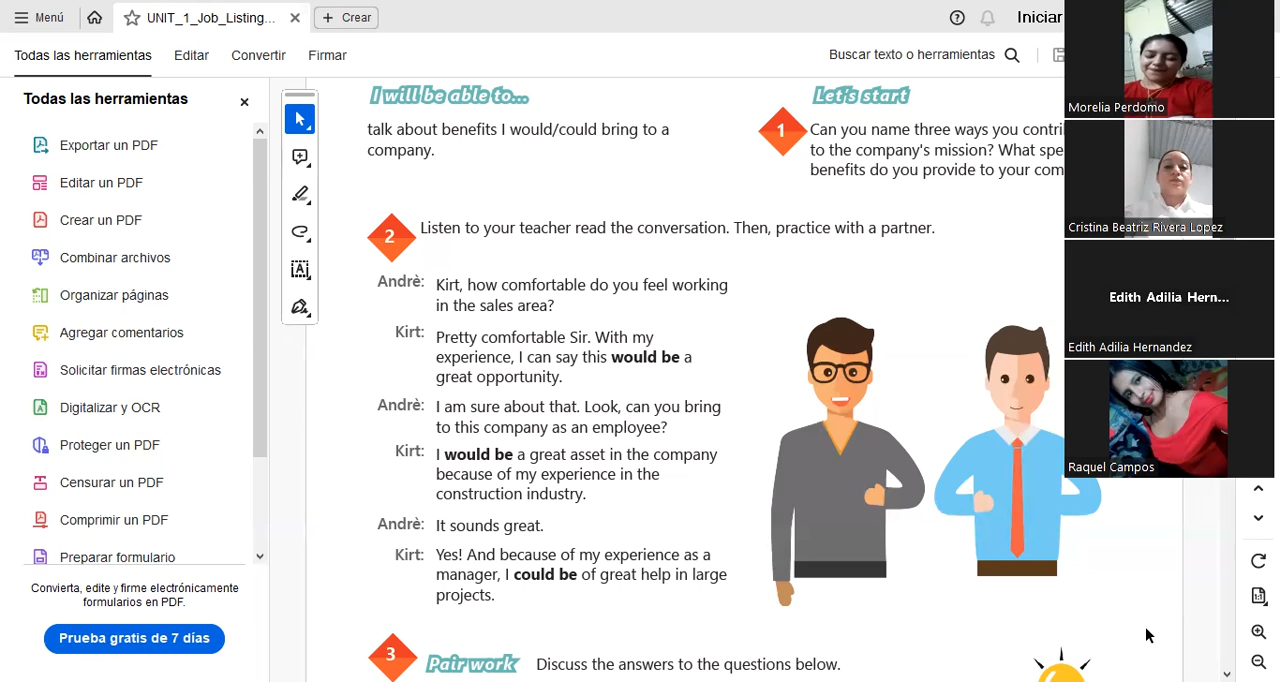 Menú
UNIT_1_Job_Listing...
Crear
Iniciar
Todas las herramientas
Editar
Convertir
Firmar
Buscar texto o herramientas
Todas las herramientas
Exportar un PDF
Editar un PDF
Crear un PDF
Combinar archivos
Organizar páginas
Agregar comentarios
Solicitar firmas electrónicas
Digitalizar y OCR
Proteger un PDF
Censurar un PDF
Comprimir un PDF
Preparar formulario
Convierta, edite y firme electrónicamente
formularios en PDF.
Prueba gratis de 7 días
I will be able to...
talk about benefits I would/could bring to a
company.
Let's start
1
Can you name three ways you contri
to the company's mission? What spe
benefits do you provide to your com
2
Listen to your teacher read the conversation. Then, practice with a partner.
Andrè: Kirt, how comfortable do you feel working
in the sales area?
Kirt: Pretty comfortable Sir. With my
experience, I can say this would be a
great opportunity.
Andrè: I am sure about that. Look, can you bring
to this company as an employee?
Kirt: I would be a great asset in the company
because of my experience in the
construction industry.
Andrè: It sounds great.
Kirt: Yes! And because of my experience as a
manager, I could be of great help in large
projects.
3
Pair work
Discuss the answers to the questions below.
Morelia Perdomo
Cristina Beatriz Rivera Lopez
Edith Adilia Hern...
Edith Adilia Hernandez
Raquel Campos
1:1